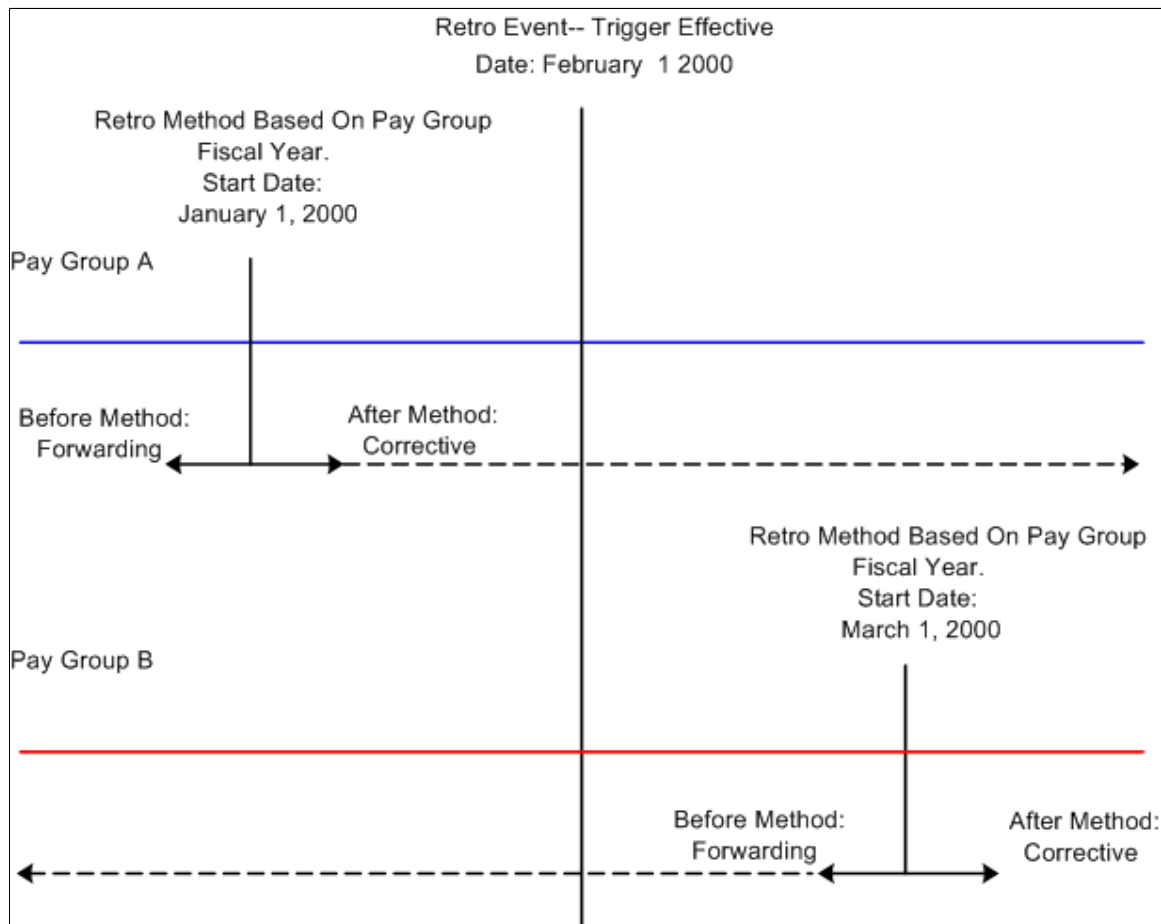 Retro Event-- Trigger Effective
Date: February 1 2000
Retro Method Based On Pay Group
Fiscal Year.
Start Date:
January 1, 2000
Pay Group A
Before Method:
Forwarding
After Method:
Corrective
Retro Method Based On Pay Group
Fiscal Year.
Start Date:
March 1, 2000
Pay Group B
Before Method:
Forwarding
After Method:
Corrective